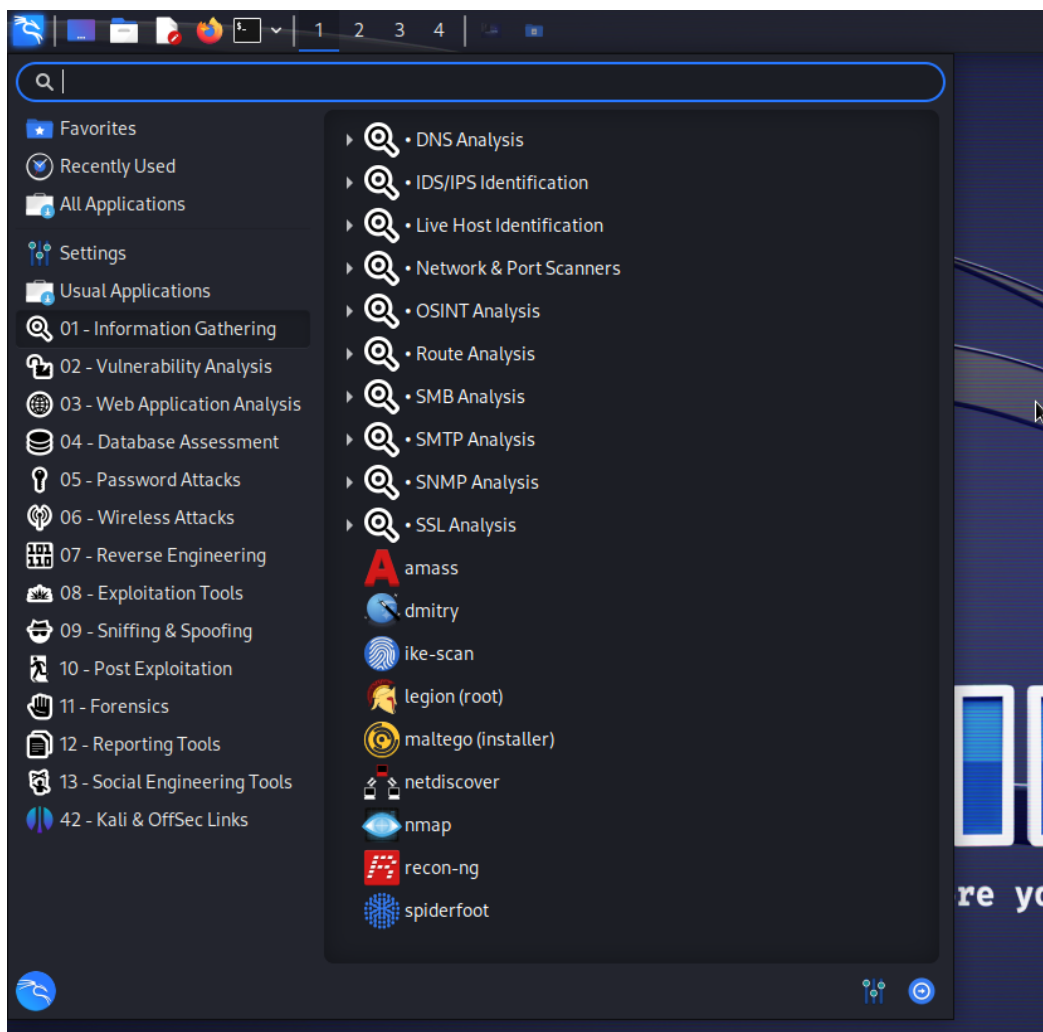 1 2 3 4
Favorites
Recently Used
All Applications
Settings
Usual Applications
01 - Information Gathering
02 - Vulnerability Analysis
03 - Web Application Analysis
04 - Database Assessment
05 - Password Attacks
06 - Wireless Attacks
07 - Reverse Engineering
08 - Exploitation Tools
09 - Sniffing & Spoofing
10 - Post Exploitation
11 - Forensics
12 - Reporting Tools
13 - Social Engineering Tools
42 - Kali & OffSec Links
• DNS Analysis
• IDS/IPS Identification
• Live Host Identification
• Network & Port Scanners
• OSINT Analysis
• Route Analysis
• SMB Analysis
• SMTP Analysis
• SNMP Analysis
• SSL Analysis
amass
dmitry
ike-scan
legion (root)
maltego (installer)
netdiscover
nmap
recon-ng
spiderfoot